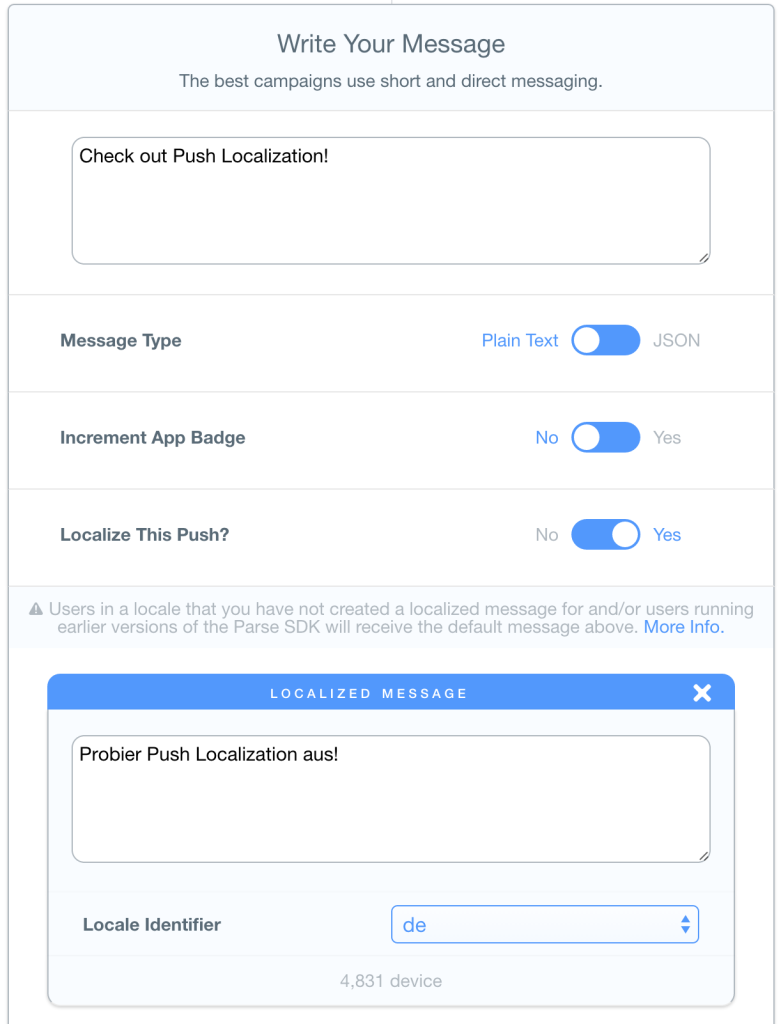 Write Your Message
The best campaigns use short and direct messaging.
Check out Push Localization!
Message Type Plain Text JSON
Increment App Badge No Yes
Localize This Push? No Yes
Users in a locale that you have not created a localized message for and/or users running
earlier versions of the Parse SDK will receive the default message above. More Info.
LOCALIZED MESSAGE
Probier Push Localization aus!
Locale Identifier de
4,831 device